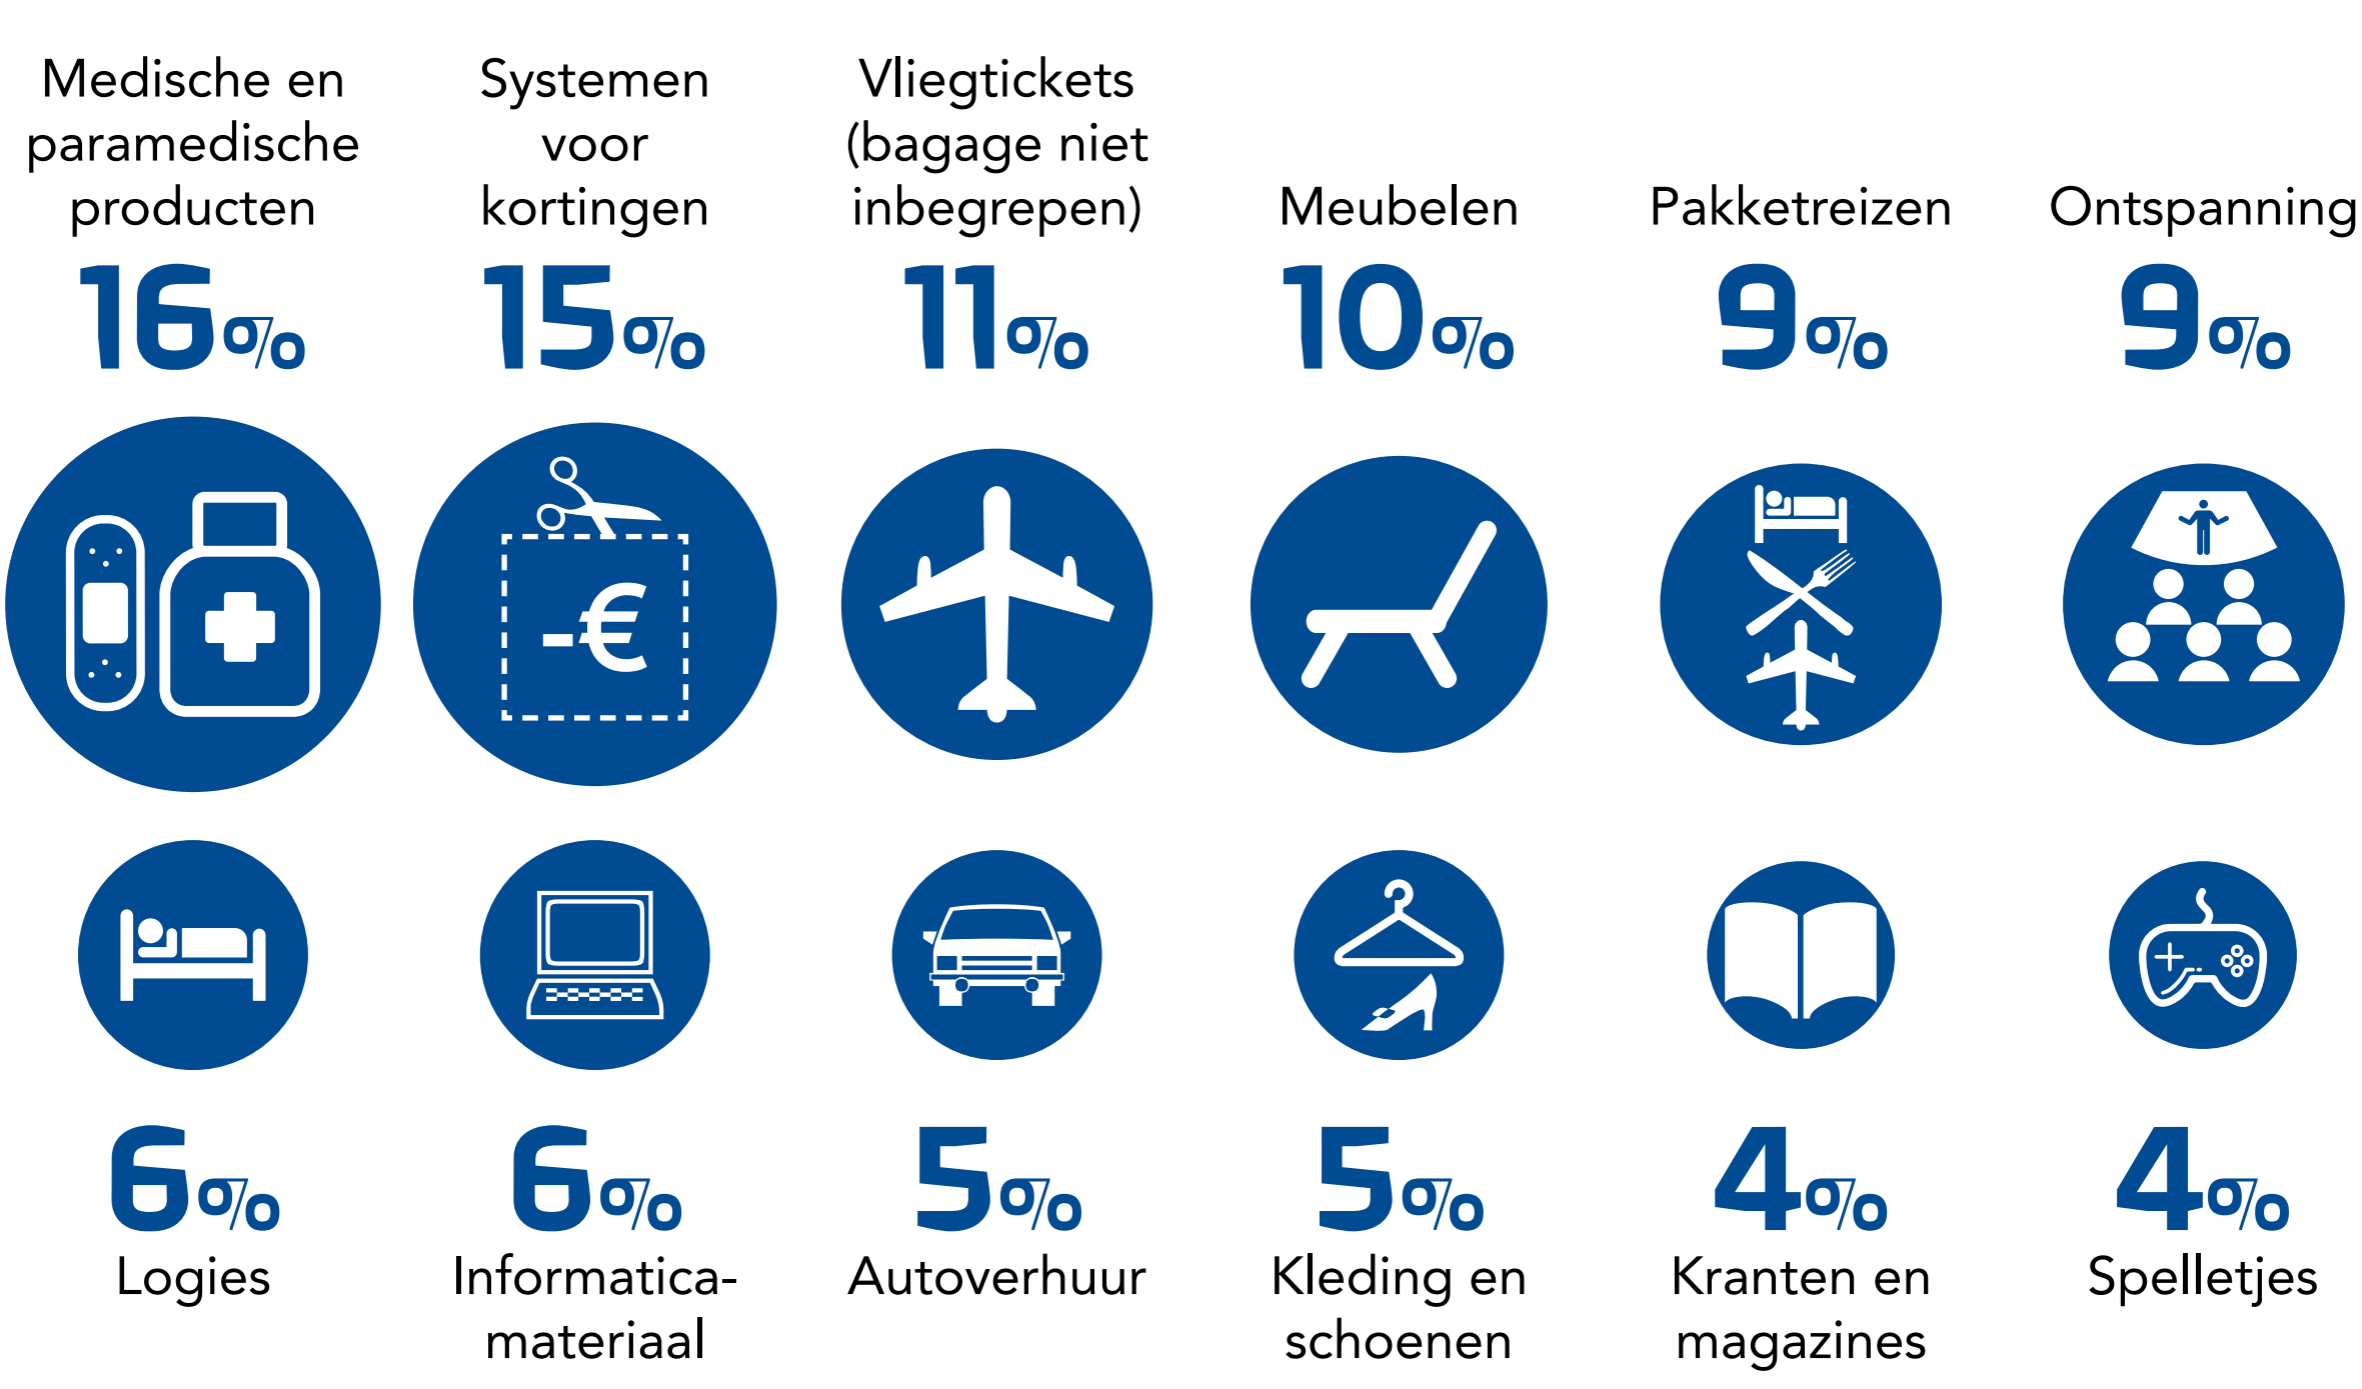 Medische en
paramedische
producten
16%
Systemen
voor
kortingen
15%
Vliegtickets
(bagage niet
inbegrepen)
11%
Meubelen
10%
Pakketreizen
9%
Ontspanning
9%
-€
6%
Logies
6%
Informatica-
materiaal
5%
Autoverhuur
5%
Kleding en
schoenen
4%
Kranten en
magazines
4%
Spelletjes